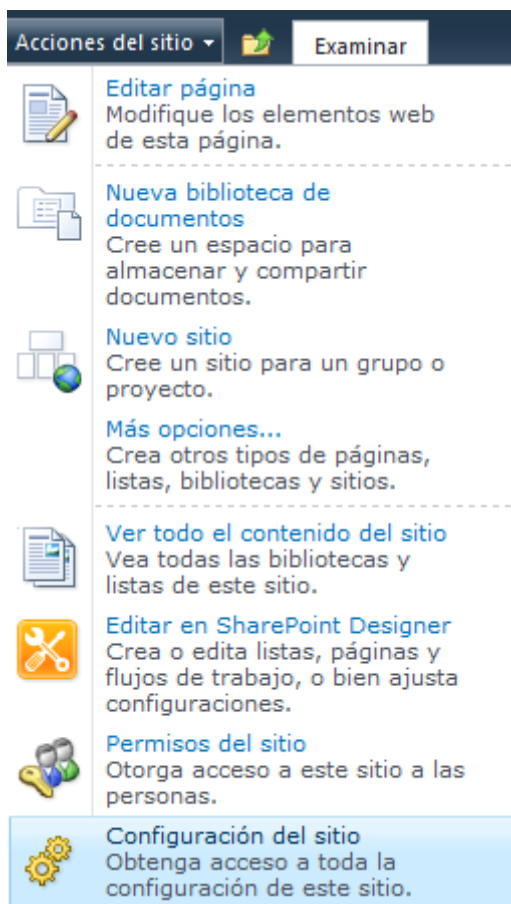 Acciones del sitio Examinar
Editar página
Modifique los elementos web
de esta página.
Nueva biblioteca de
documentos
Cree un espacio para
almacenar y compartir
documentos.
Nuevo sitio
Cree un sitio para un grupo o
proyecto.
Más opciones...
Crea otros tipos de páginas,
listas, bibliotecas y sitios.
Ver todo el contenido del sitio
Vea todas las bibliotecas y
listas de este sitio.
Editar en SharePoint Designer
Crea o edita listas, páginas y
flujos de trabajo, o bien ajusta
configuraciones.
Permisos del sitio
Otorga acceso a este sitio a las
personas.
Configuración del sitio
Obtenga acceso a toda la
configuración de este sitio.